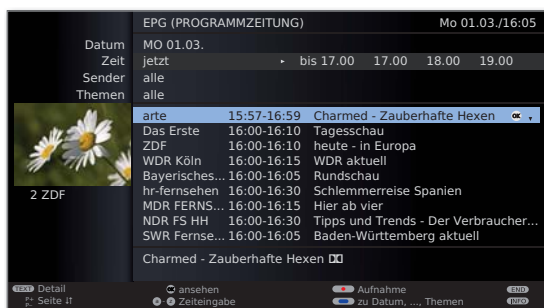 EPG (PROGRAMMZEITUNG) Mo 01.03./16:05
Datum MO 01.03.
Zeit jetzt bis 17.00 17.00 18.00 19.00
Sender alle
Themen alle
arte 15:57-16:59 Charmed - Zauberhafte Hexen OK
Das Erste 16:00-16:10 Tagesschau
ZDF 16:00-16:10 heute - in Europa
WDR Köln 16:00-16:15 WDR aktuell
Bayerisches... 16:00-16:05 Rundschau
hr-fernsehen 16:00-16:30 Schlemmerreise Spanien
MDR FERNS... 16:00-16:15 Hier ab vier
NDR FS HH 16:00-16:30 Tipps und Trends - Der Verbraucher...
SWR Fernse... 16:00-16:05 Baden-Württemberg aktuell
2 ZDF
Charmed - Zauberhafte Hexen
TEXT Detail OK ansehen Aufnahme END
P+ P- Seite ansehen Zeiteingabe zu Datum, ..., Themen INFO